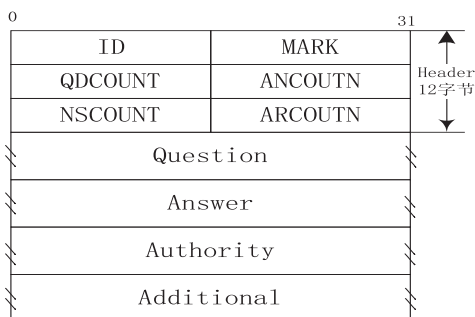 0 31
ID MARK
QDCOUNT ANCOUTN
NSCOUNT ARCOUTN
Header
12字节
Question
Answer
Authority
Additional